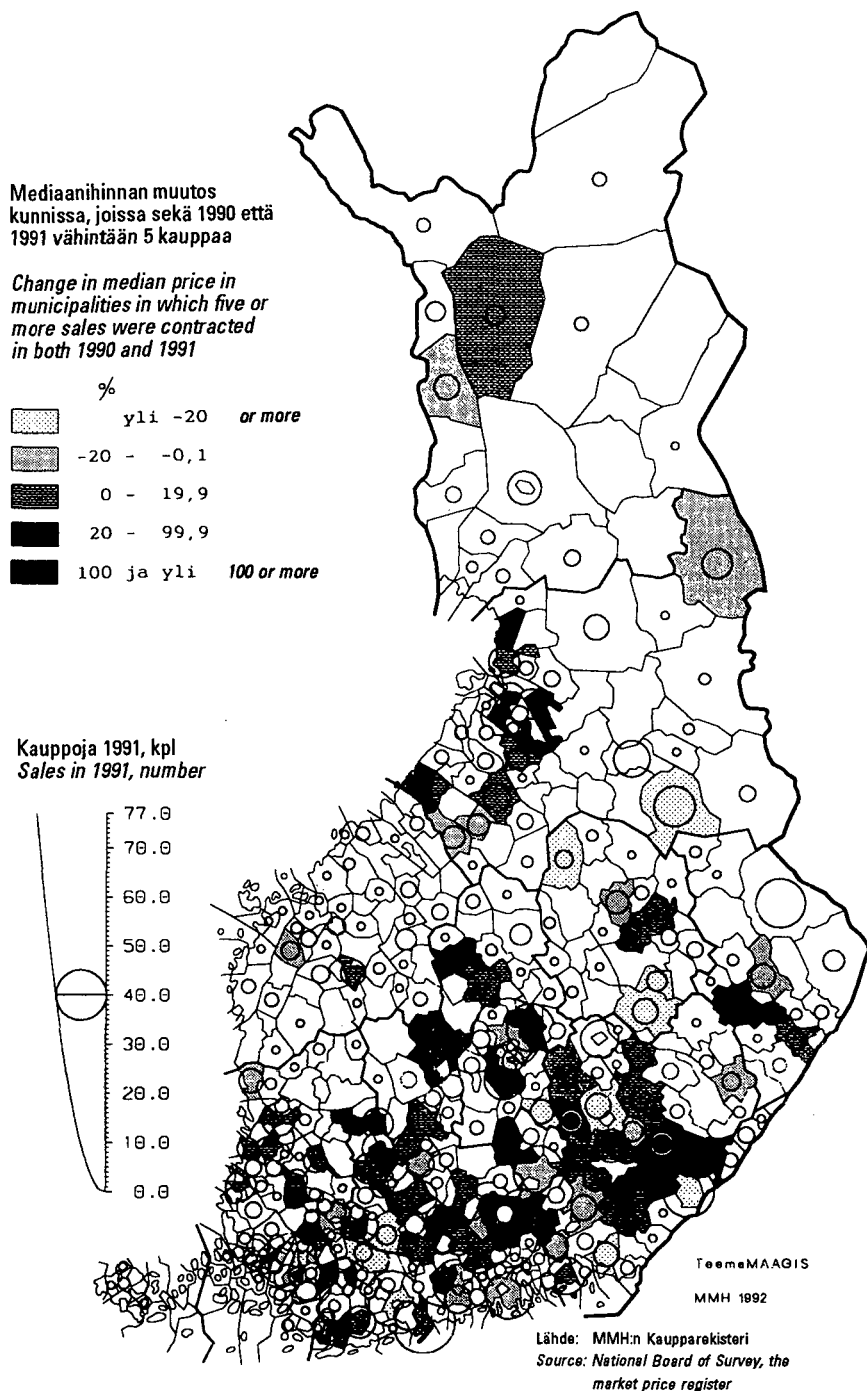 Mediaanihinnan muutos
kunnissa, joissa sekä 1990 että
1991 vähintään 5 kauppaa
Change in median price in
municipalities in which five or
more sales were contracted
in both 1990 and 1991
%
yli -20 or more
-20 - -0,1
0 - 19,9
20 - 99,9
100 ja yli 100 or more
Kauppoja 1991, kpl
Sales in 1991, number
77.0
70.0
60.0
50.0
40.0
30.0
20.0
10.0
0.0
TeemaMAAGIS
MMH 1992
Lähde: MMH:n Kaupparekisteri
Source: National Board of Survey, the
market price register